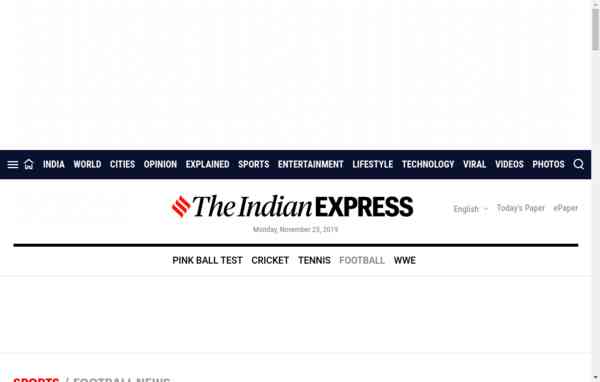 INDIA WORLD CITIES OPINION EXPLAINED SPORTS ENTERTAINMENT LIFESTYLE TECHNOLOGY VIRAL VIDEOS PHOTOS
The Indian EXPRESS
English Today's Paper ePaper
Monday, November 25, 2019
PINK BALL TEST CRICKET TENNIS FOOTBALL WWE
SPORTS / FOOTBALL NEWS